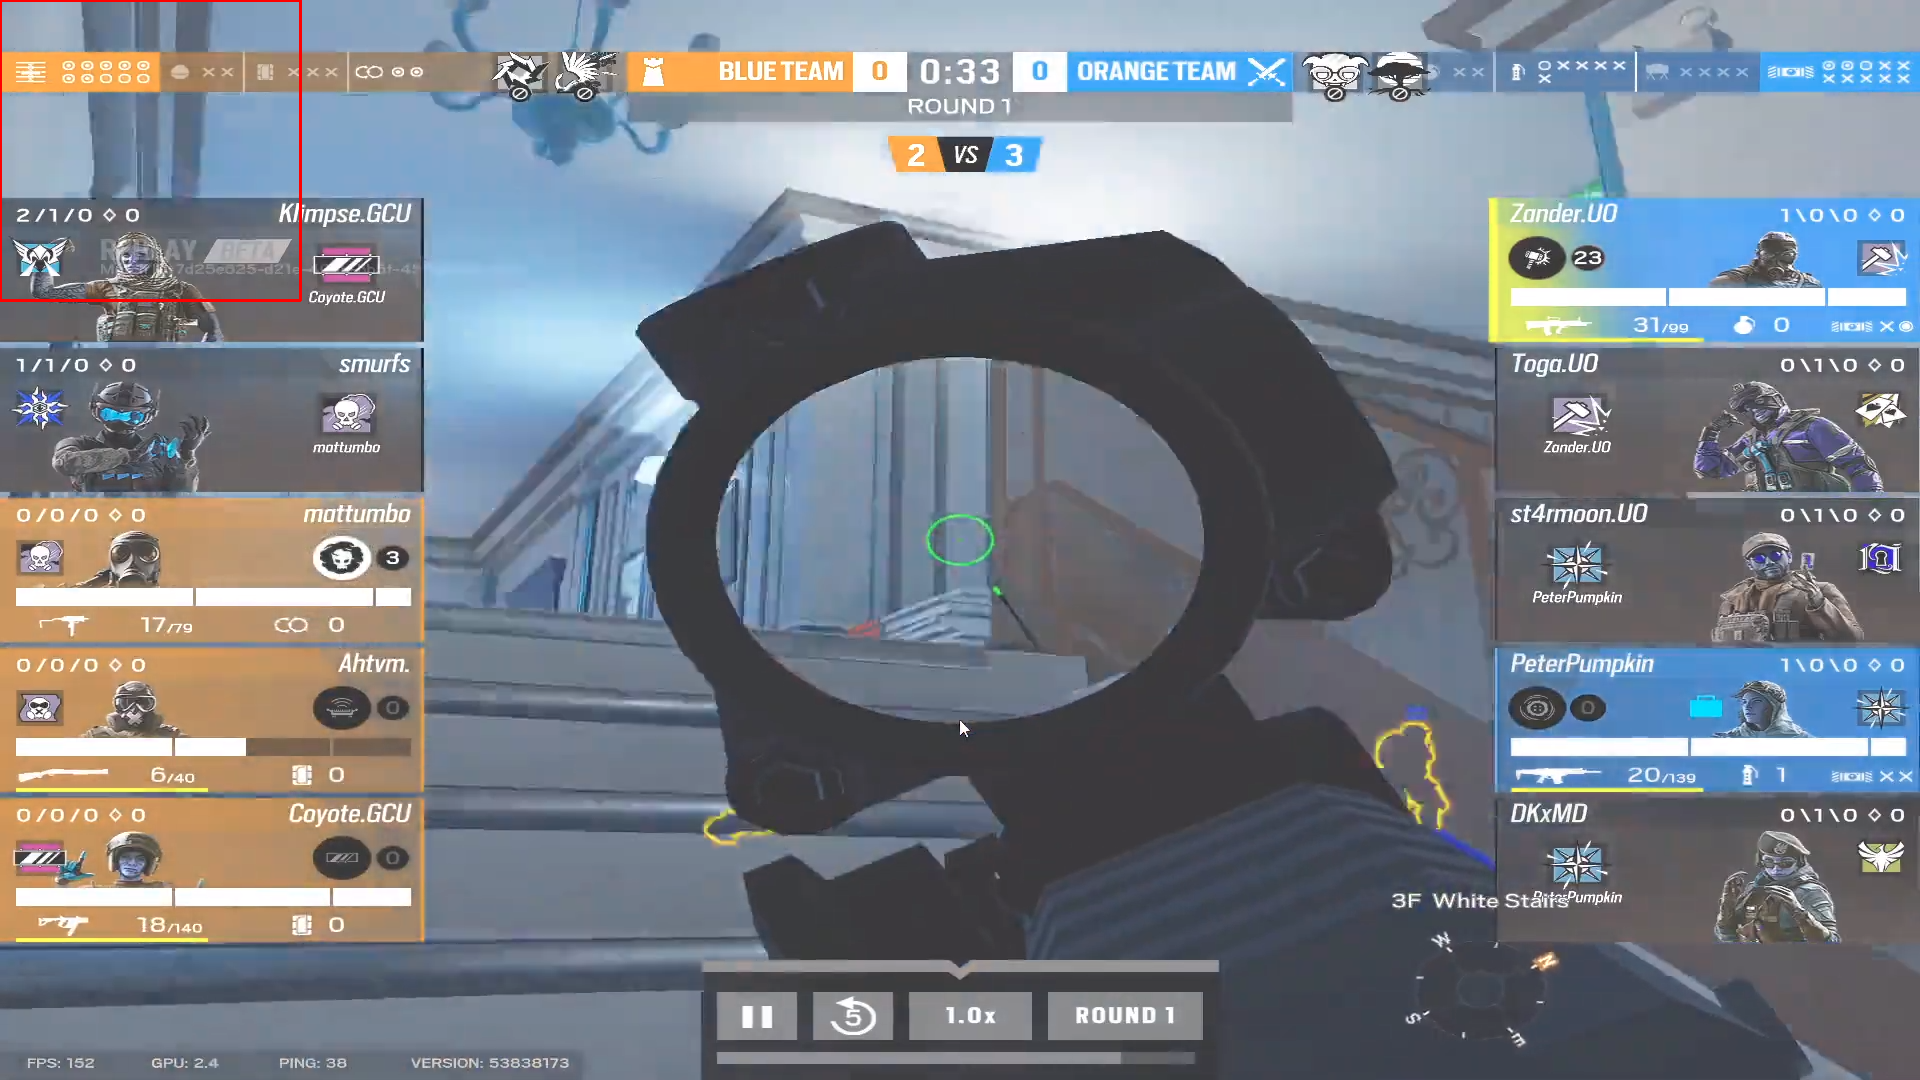 BLUE TEAM 0 0:33 0 ORANGE TEAM
ROUND 1
2 VS 3
2/1/0 ◇ 0 Klimpse.GCU
REPLAY BETA
Coyote.GCU
1/1/0 ◇ 0 smurfs
mattumbo
0/0/0 ◇ 0 mattumbo
3
17/79 0
0/0/0 ◇ 0 Ahtvm.
0
6/40 0
0/0/0 ◇ 0 Coyote.GCU
0
18/140 0
Zander.UO 1\0\0 ◇ 0
23
31/99 0
Toga.UO 0\1\0 ◇ 0
Zander.UO
st4rmoon.UO 0\1\0 ◇ 0
PeterPumpkin
PeterPumpkin 1\0\0 ◇ 0
0
20/139 1
DKxMD 0\1\0 ◇ 0
PeterPumpkin
3F White Stairs
W N S E
5 1.0x ROUND 1
FPS: 152 GPU: 2.4 PING: 38 VERSION: 53838173